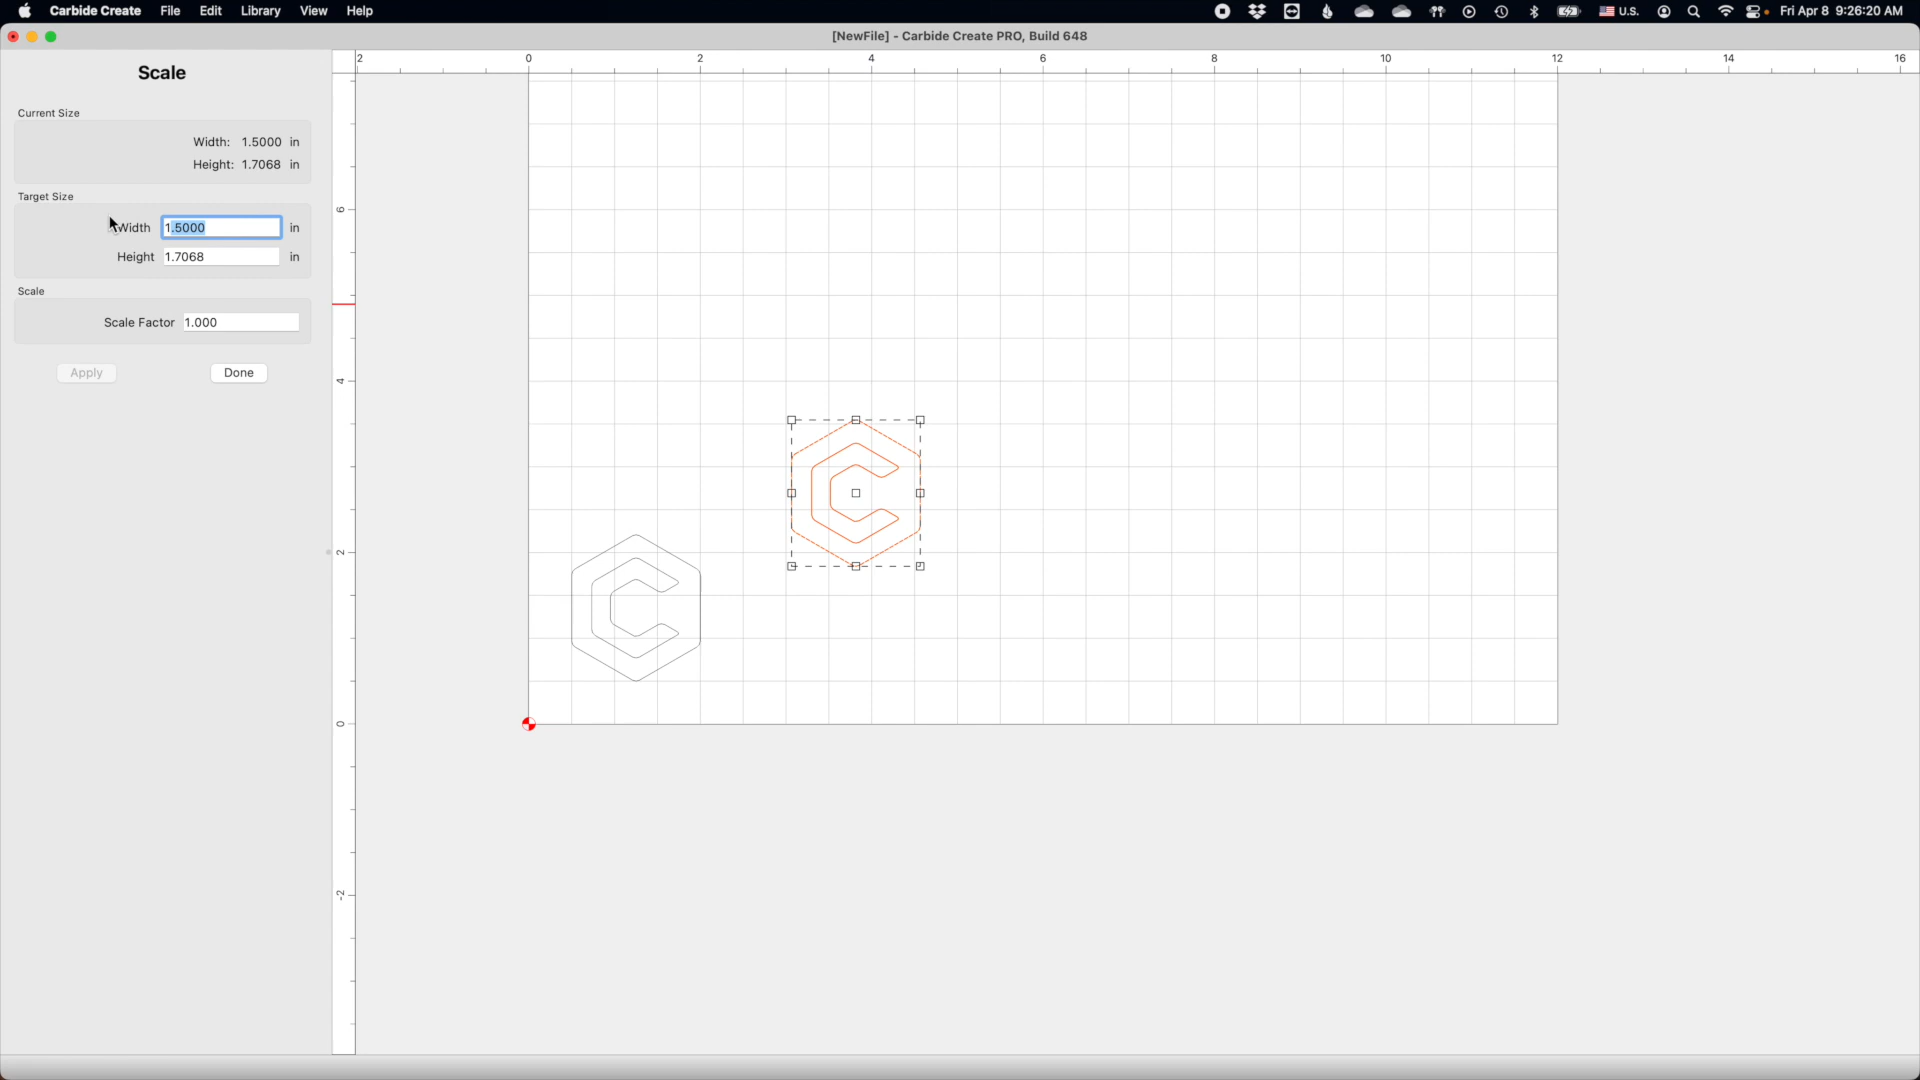 Carbide Create File Edit Library View Help U.S. Fri Apr 8 9:26:20 AM
[NewFile] - Carbide Create PRO, Build 648
Scale
2 0 2 4 6 8 10 12 14 16
Current Size
Width: 1.5000 in
Height: 1.7068 in
Target Size
Width 1.5000 in
Height 1.7068 in
Scale
Scale Factor 1.000
Apply Done
6
4
2
0
-2